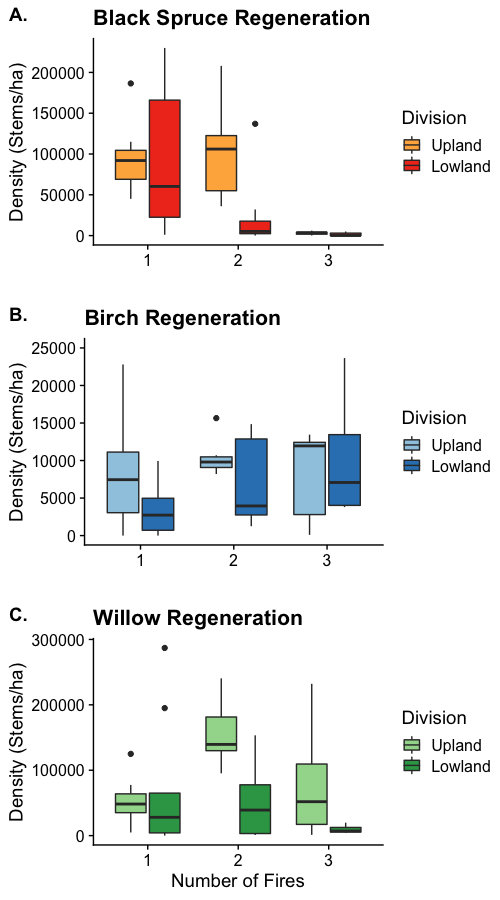 A.
Black Spruce Regeneration
Density (Stems/ha)
200000
150000
100000
50000
0
1
2
3
Division
Upland
Lowland
B.
Birch Regeneration
Density (Stems/ha)
25000
20000
15000
10000
5000
0
1
2
3
Division
Upland
Lowland
C.
Willow Regeneration
Density (Stems/ha)
300000
200000
100000
0
1
2
3
Number of Fires
Division
Upland
Lowland